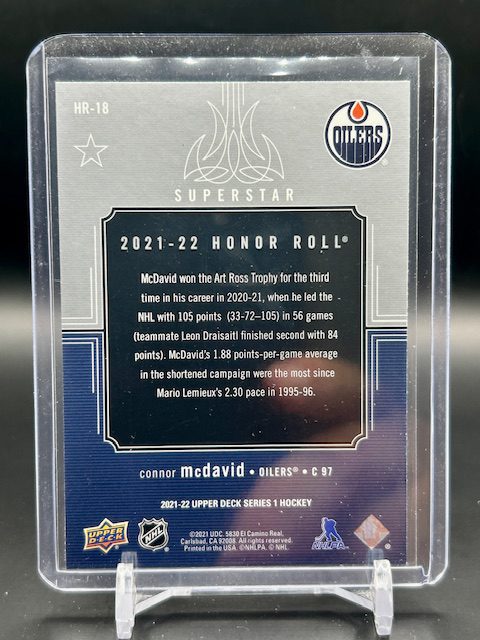 HR-18
OILERS
SUPERSTAR
2021-22 HONOR ROLL®
McDavid won the Art Ross Trophy for the third
time in his career in 2020-21, when he led the
NHL with 105 points (33-72–105) in 56 games
(teammate Leon Draisaitl finished second with 84
points). McDavid's 1.88 points-per-game average
in the shortened campaign were the most since
Mario Lemieux's 2.30 pace in 1995-96.
connor mcdavid • OILERS® • C 97
2021-22 UPPER DECK SERIES 1 HOCKEY
UPPER DECK
NHL
©2021 UDC. 5830 El Camino Real,
Carlsbad, CA 92008. All rights reserved.
Printed in the USA. ©NHLPA. © NHL.
NHLPA